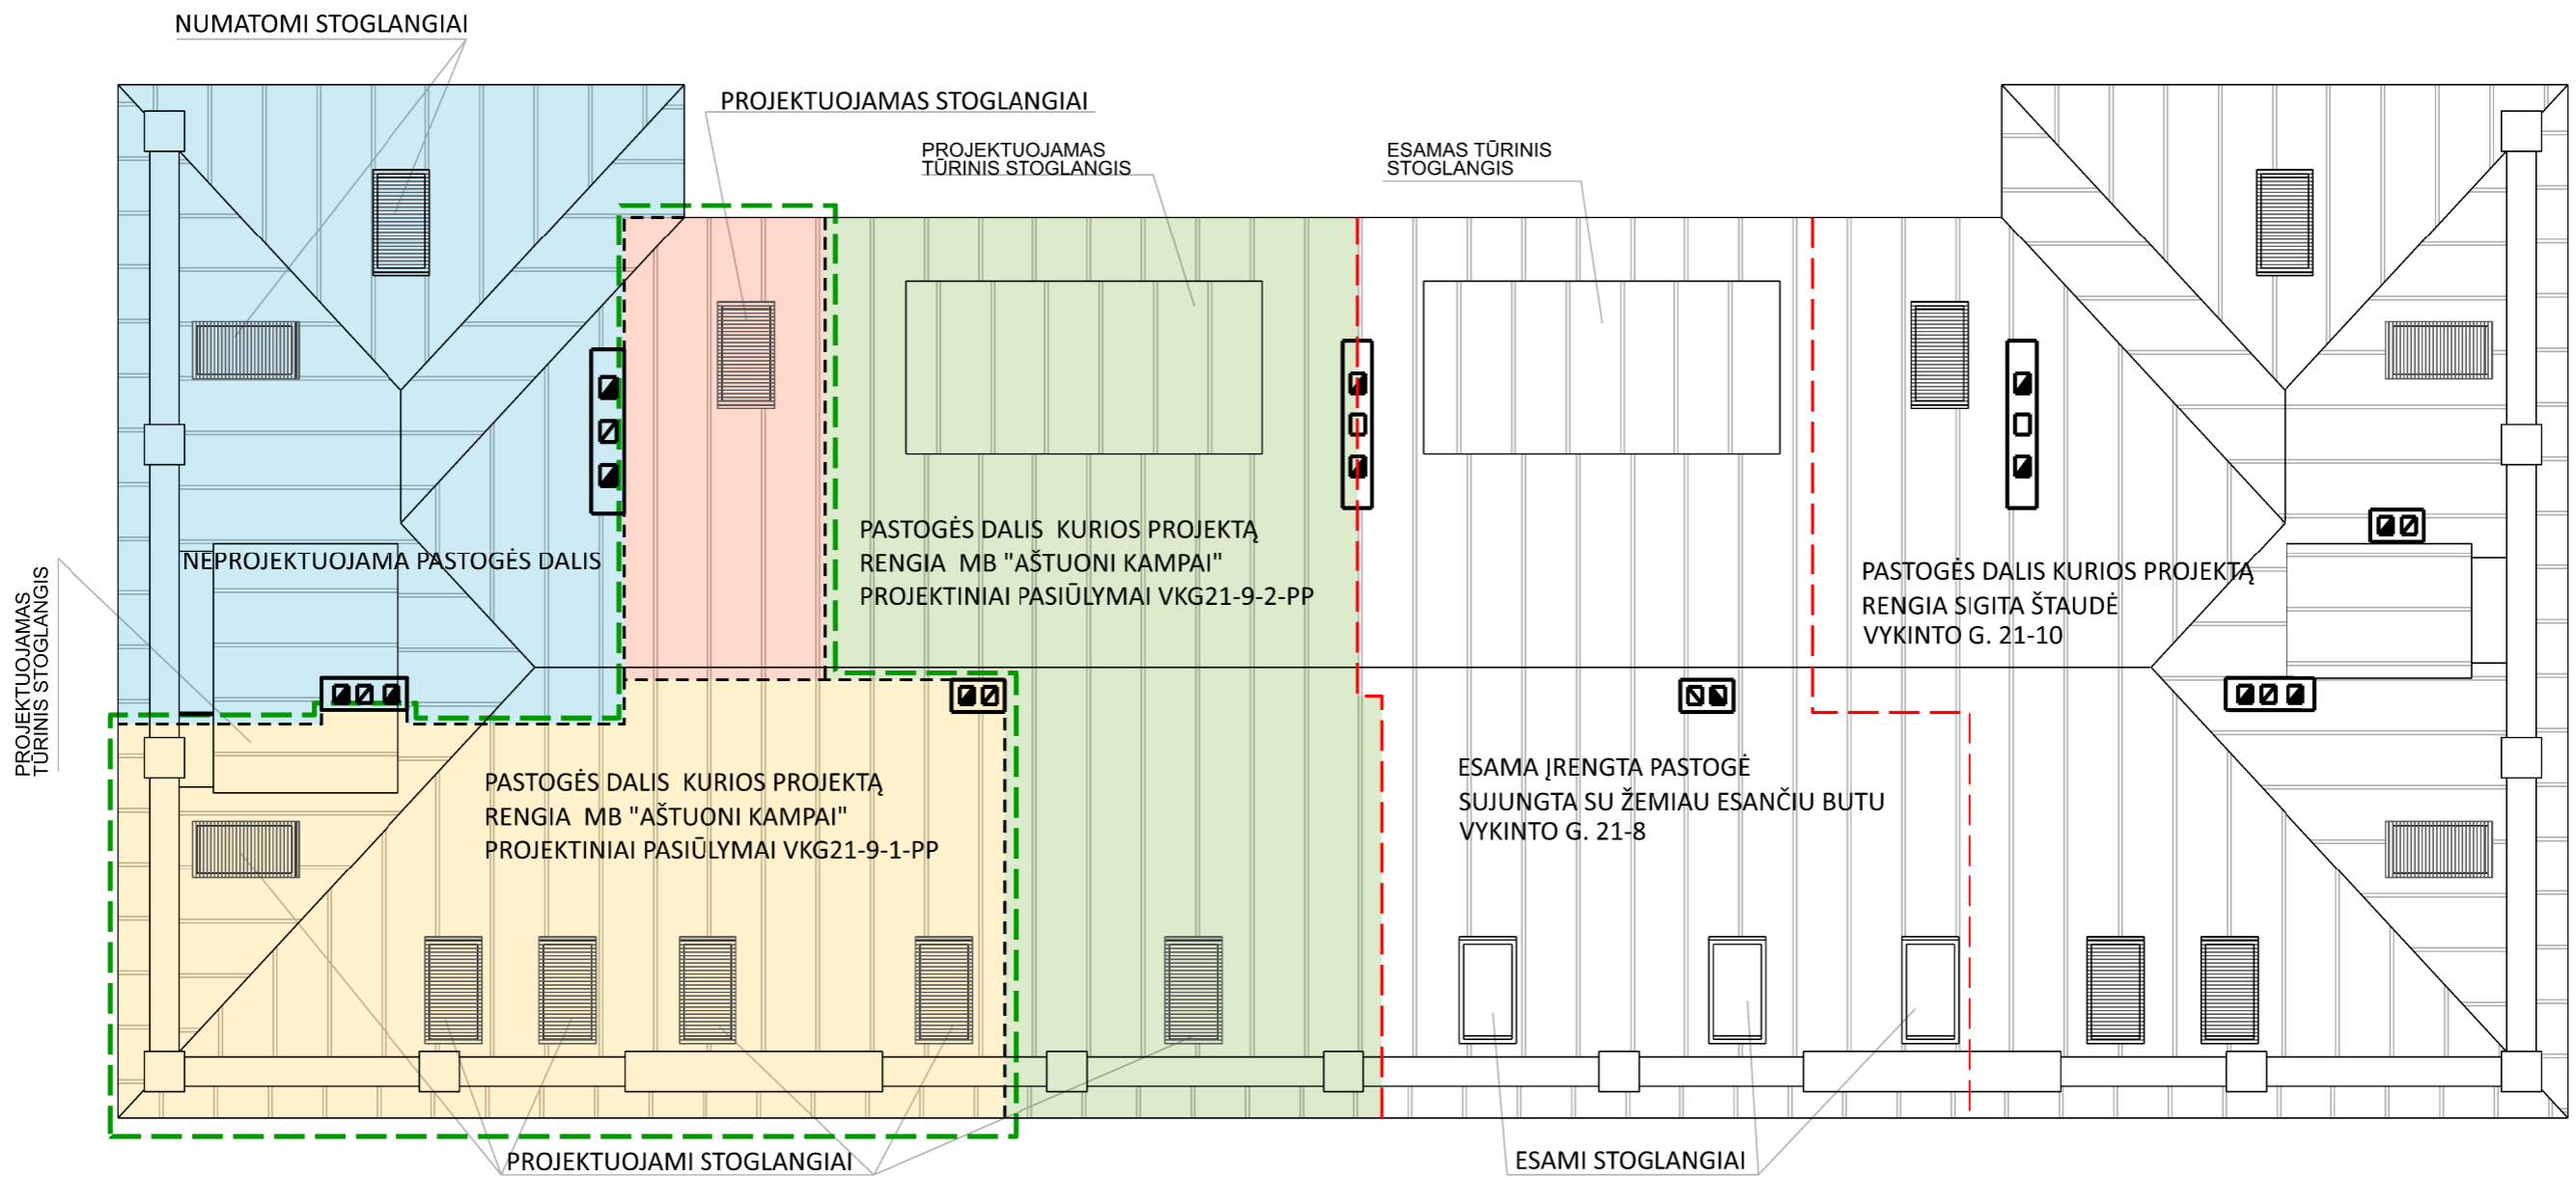 NUMATOMI STOGLANGIAI
PROJEKTUOJAMAS STOGLANGIAI
PROJEKTUOJAMAS
TŪRINIS STOGLANGIS
ESAMAS TŪRINIS
STOGLANGIS
PASTOGĖS DALIS KURIOS PROJEKTĄ
RENGIA MB "AŠTUONI KAMPAI"
PROJEKTINIAI PASIŪLYMAI VKG21-9-2-PP
NEPROJEKTUOJAMA PASTOGĖS DALIS
PASTOGĖS DALIS KURIOS PROJEKTĄ
RENGIA SIGITA ŠTAUDĖ
VYKINTO G. 21-10
PROJEKTUOJAMAS
TŪRINIS STOGLANGIS
PASTOGĖS DALIS KURIOS PROJEKTĄ
RENGIA MB "AŠTUONI KAMPAI"
PROJEKTINIAI PASIŪLYMAI VKG21-9-1-PP
ESAMA ĮRENGTA PASTOGĖ
SUJUNGTA SU ŽEMIAU ESANČIU BUTU
VYKINTO G. 21-8
PROJEKTUOJAMI STOGLANGIAI
ESAMI STOGLANGIAI